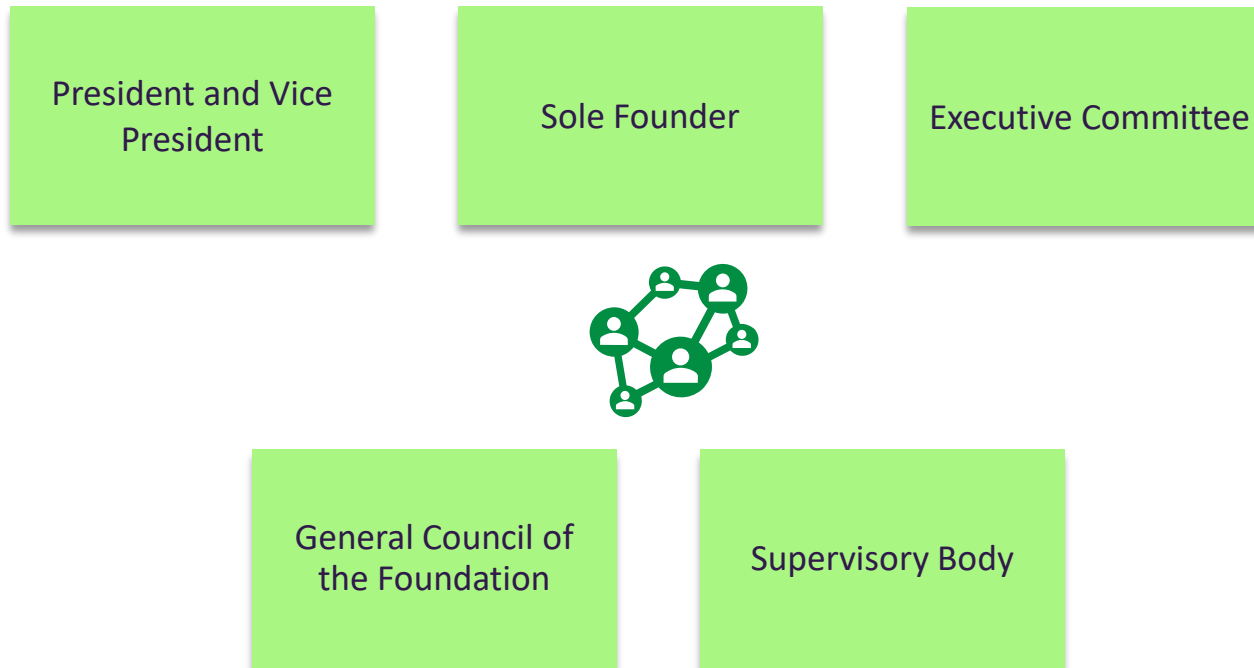 President and Vice
President
Sole Founder
Executive Committee
General Council of
the Foundation
Supervisory Body